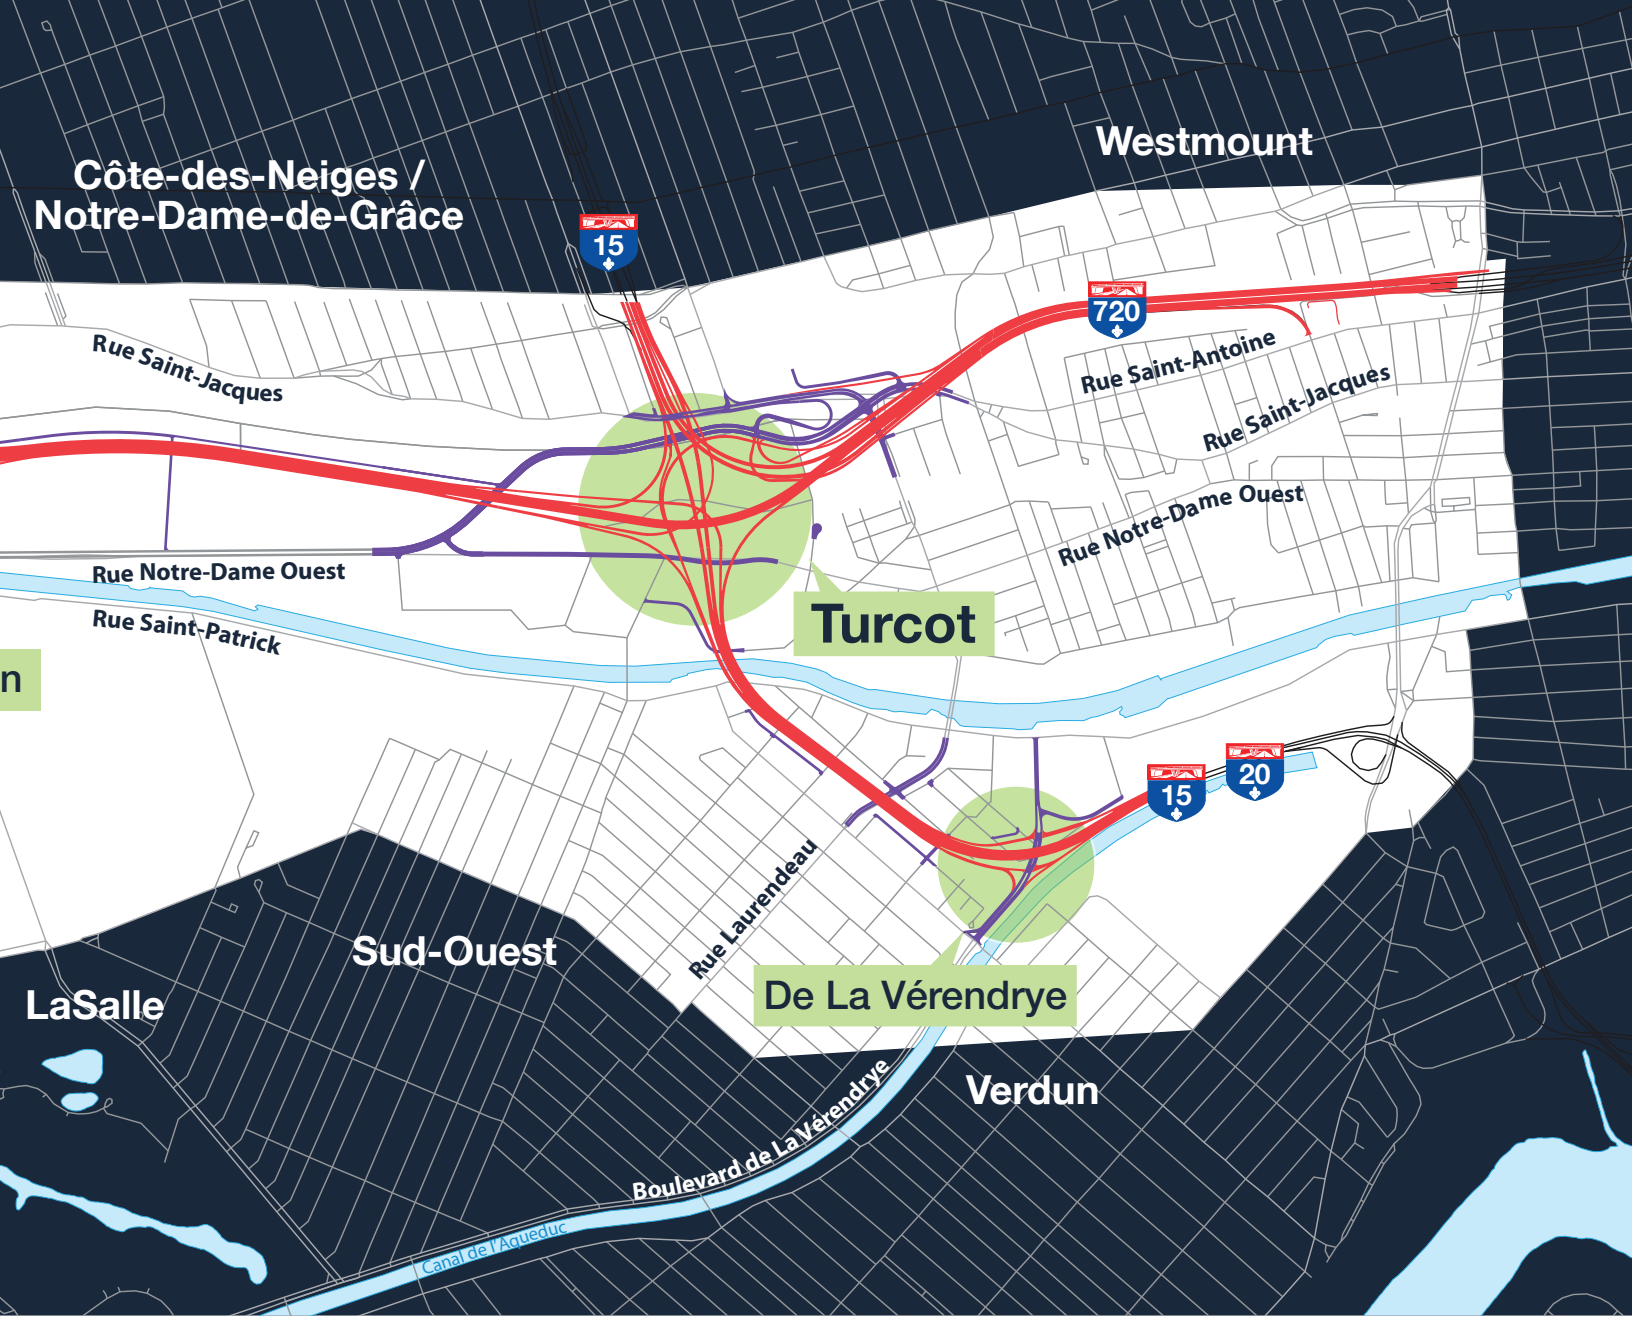 Westmount
Côte-des-Neiges /
Notre-Dame-de-Grâce
15
720
Rue Saint-Jacques
Rue Saint-Antoine
Rue Saint-Jacques
Rue Notre-Dame Ouest
Rue Notre-Dame Ouest
Rue Saint-Patrick
Turcot
n
20
15
Rue Laurendeau
Sud-Ouest
De La Vérendrye
LaSalle
Verdun
Boulevard de La Vérendrye
Canal de l'Aqueduc